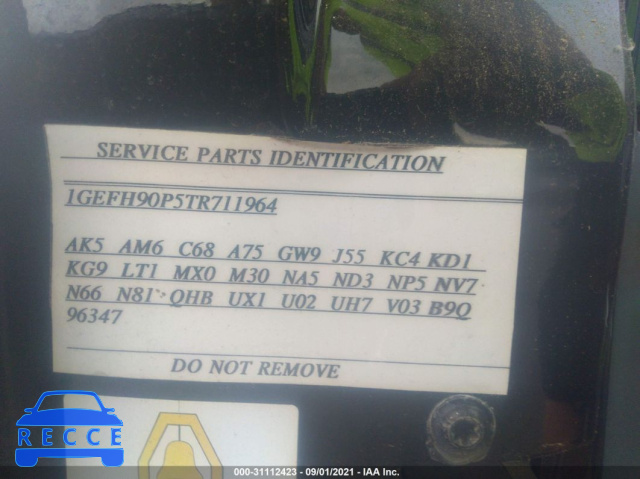 SERVICE PARTS IDENTIFICATION
1GEFH90P5TR711964
AK5 AM6 C68 A75 GW9 J55 KC4 KD1
KG9 LT1 MX0 M30 NA5 ND3 NP5 NV7
N66 N81 QHB UX1 U02 UH7 V03 B9Q
96347
DO NOT REMOVE
RECCE
000-31112423 - 09/01/2021 - IAA Inc.